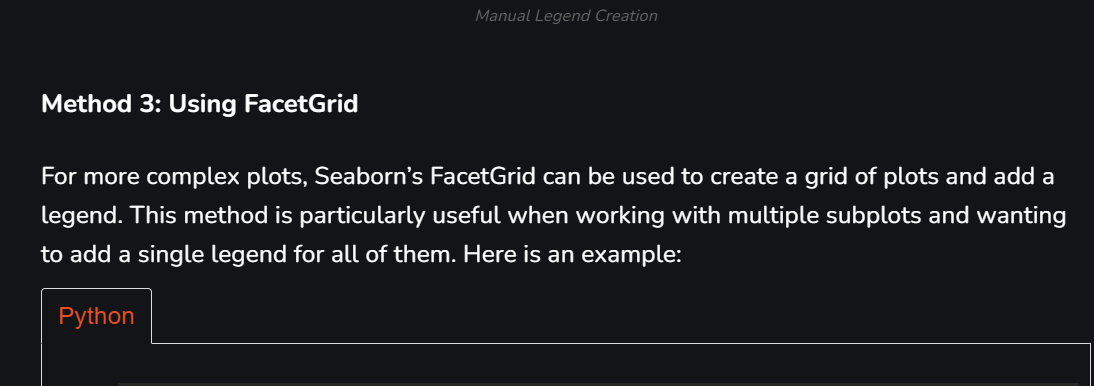 Manual Legend Creation
Method 3: Using FacetGrid
For more complex plots, Seaborn’s FacetGrid can be used to create a grid of plots and add a
legend. This method is particularly useful when working with multiple subplots and wanting
to add a single legend for all of them. Here is an example:
Python